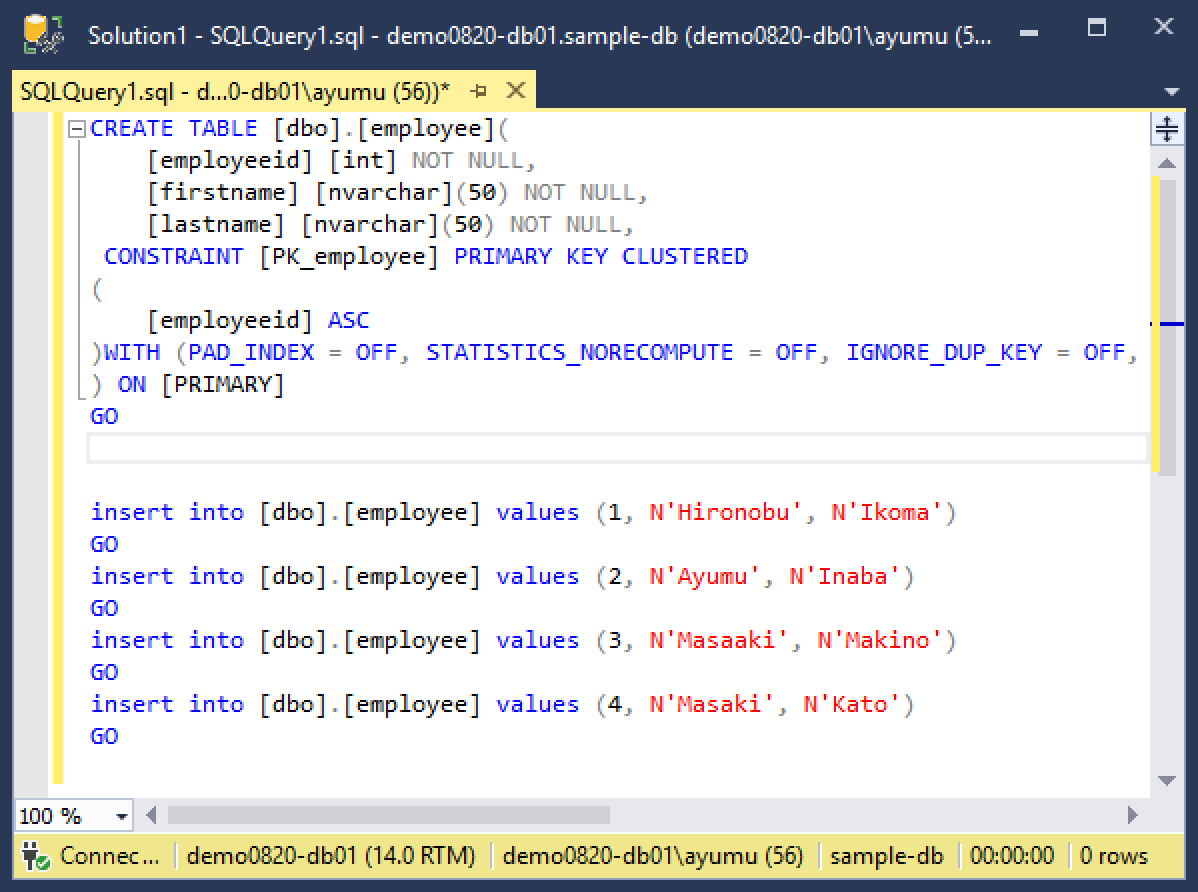 Solution1 - SQLQuery1.sql - demo0820-db01.sample-db (demo0820-db01\ayumu (5...
SQLQuery1.sql - d...0-db01\ayumu (56))*
CREATE TABLE [dbo].[employee](
    [employeeid] [int] NOT NULL,
    [firstname] [nvarchar](50) NOT NULL,
    [lastname] [nvarchar](50) NOT NULL,
 CONSTRAINT [PK_employee] PRIMARY KEY CLUSTERED
(
    [employeeid] ASC
)WITH (PAD_INDEX = OFF, STATISTICS_NORECOMPUTE = OFF, IGNORE_DUP_KEY = OFF,
) ON [PRIMARY]
GO
insert into [dbo].[employee] values (1, N'Hironobu', N'Ikoma')
GO
insert into [dbo].[employee] values (2, N'Ayumu', N'Inaba')
GO
insert into [dbo].[employee] values (3, N'Masaaki', N'Makino')
GO
insert into [dbo].[employee] values (4, N'Masaki', N'Kato')
GO
100 %
Connec... demo0820-db01 (14.0 RTM) demo0820-db01\ayumu (56) sample-db 00:00:00 0 rows